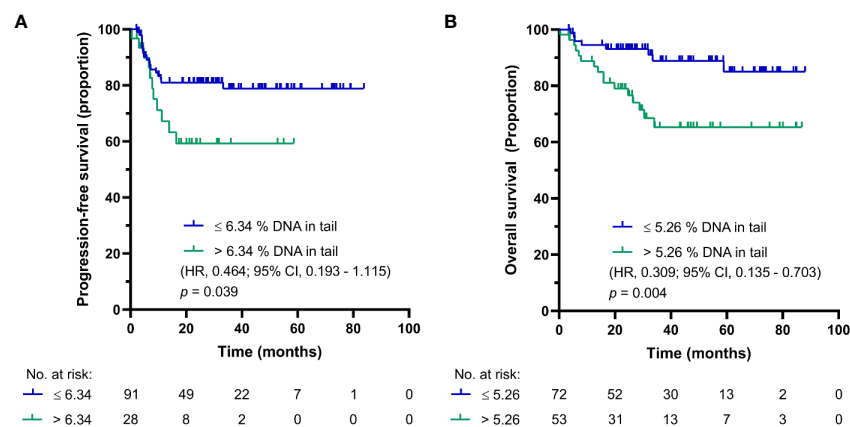 A
Progression-free survival (proportion)
100
80
60
40
20
0
0 20 40 60 80 100
Time (months)
≤ 6.34 % DNA in tail
> 6.34 % DNA in tail
(HR, 0.464; 95% CI, 0.193 - 1.115)
p = 0.039
No. at risk:
≤ 6.34 91 49 22 7 1 0
> 6.34 28 8 2 0 0 0
B
Overall survival (Proportion)
100
80
60
40
20
0
0 20 40 60 80 100
Time (months)
≤ 5.26 % DNA in tail
> 5.26 % DNA in tail
(HR, 0.309; 95% CI, 0.135 - 0.703)
p = 0.004
No. at risk:
≤ 5.26 72 52 30 13 2 0
> 5.26 53 31 13 7 3 0